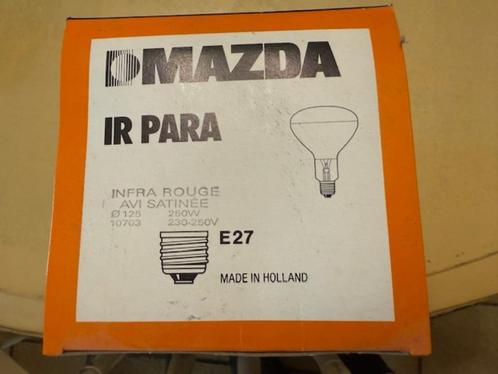 MAZDA
IR PARA
INFRA ROUGE
AVI SATINÉE
Ø 125 250W
10703 230-250V
E27
MADE IN HOLLAND